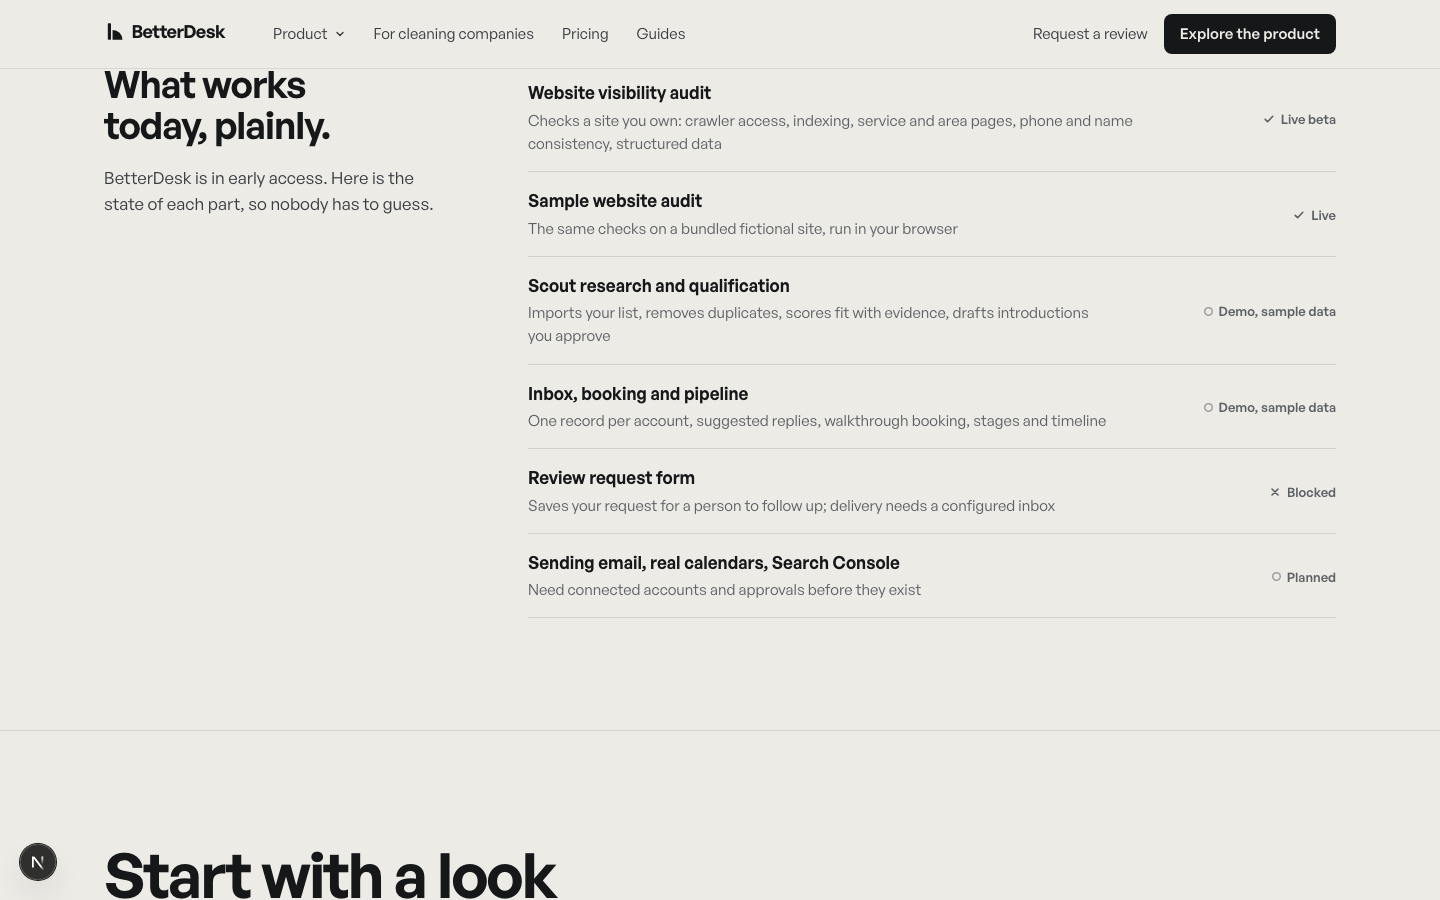 BetterDesk
Product
For cleaning companies
Pricing
Guides
Request a review
Explore the product
What works
today, plainly.
BetterDesk is in early access. Here is the
state of each part, so nobody has to guess.
Website visibility audit
Checks a site you own: crawler access, indexing, service and area pages, phone and name
consistency, structured data
Live beta
Sample website audit
The same checks on a bundled fictional site, run in your browser
Live
Scout research and qualification
Imports your list, removes duplicates, scores fit with evidence, drafts introductions
you approve
Demo, sample data
Inbox, booking and pipeline
One record per account, suggested replies, walkthrough booking, stages and timeline
Demo, sample data
Review request form
Saves your request for a person to follow up; delivery needs a configured inbox
Blocked
Sending email, real calendars, Search Console
Need connected accounts and approvals before they exist
Planned
Start with a look
N